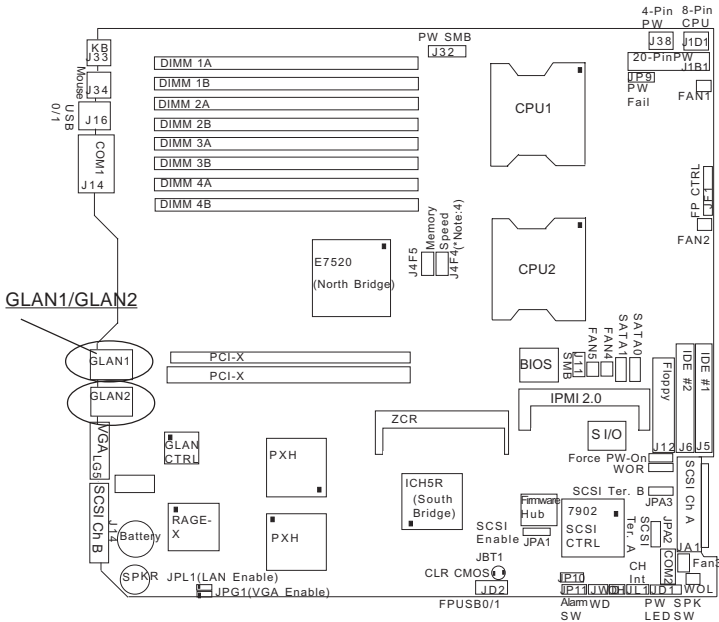 4-Pin PW
8-Pin CPU
PW SMB
J32
J38
J1D1
20-PinPW
J1B1
JP9
PW Fail
FAN1
KB
J33
Mouse
J34
USB 0/1
J16
COM1
J14
DIMM 1A
DIMM 1B
DIMM 2A
DIMM 2B
DIMM 3A
DIMM 3B
DIMM 4A
DIMM 4B
CPU1
FP CTRL
JF1
FAN2
E7520
(North Bridge)
J4F5
Memory
Speed
J4F4(*Note:4)
CPU2
GLAN1/GLAN2
GLAN1
GLAN2
PCI-X
PCI-X
BIOS
SMB
J11
FAN5
FAN4
SATA1
SATA0
Floppy
J12
IDE #2
J6
IDE #1
J5
IPMI 2.0
ZCR
S I/O
Force PW-On
WOR
VGA
LG5
GLAN
CTRL
PXH
ICH5R
(South
Bridge)
SCSI Ter. B
JPA3
SCSI Ch A
JA1
Firmware
Hub
JPA1
7902
SCSI
CTRL
SCSI
Enable
SCSI
Ter. A
JPA2
SCSI Ch B
J14
Battery
RAGE-
X
PXH
JBT1
CLR CMOS
COM2
Fan3
CH
Int
SPKR
JPL1(LAN Enable)
JPG1(VGA Enable)
JD2
FPUSB0/1
JP10
JP11
JWD
JL1
JD1
WOL
Alarm
SW
WD
PW
LED
SPK
SW